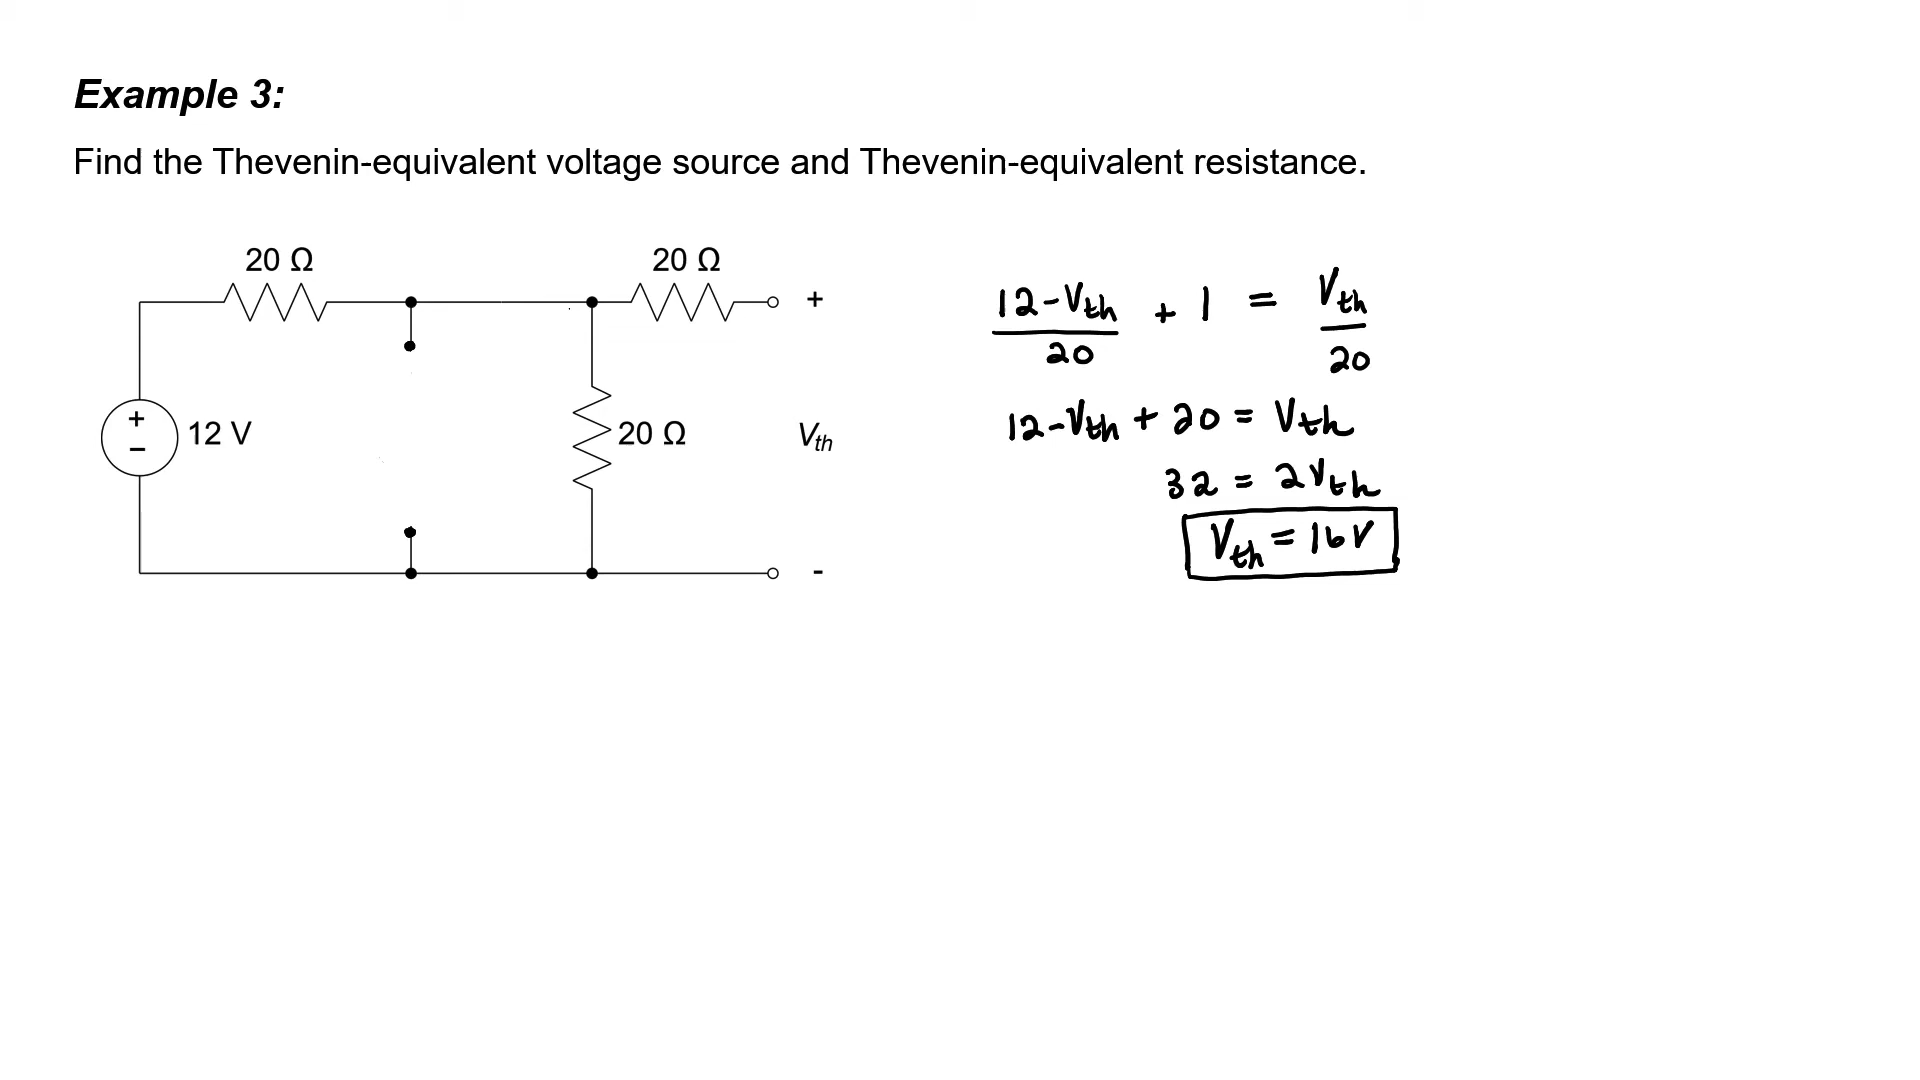 Example 3:
Find the Thevenin-equivalent voltage source and Thevenin-equivalent resistance.
20 Ω
20 Ω
+
+
−
12 V
20 Ω
Vth
-
12-Vth / 20 + 1 = Vth / 20
12-Vth + 20 = Vth
32 = 2Vth
Vth = 16V